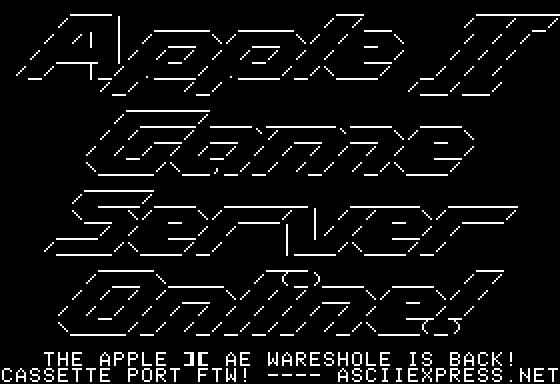 Apple II
Game
Server
Online!
THE APPLE ][ AE WARESHOLE IS BACK!
CASSETTE PORT FTW! ---- ASCIIEXPRESS.NET